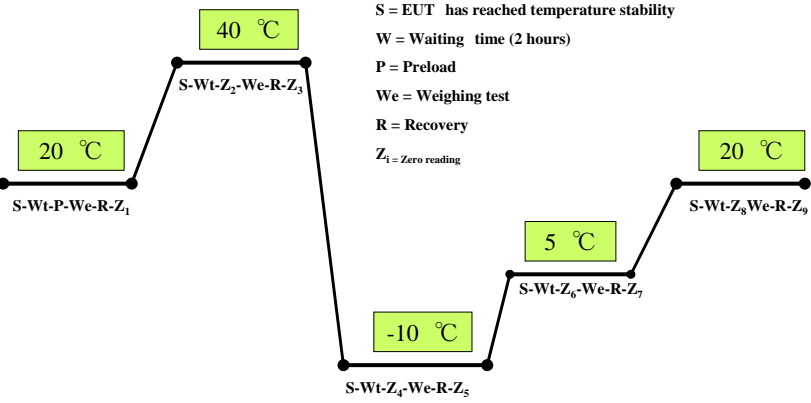 S = EUT has reached temperature stability
40 ℃
W = Waiting time (2 hours)
P = Preload
S-Wt-Z₂-We-R-Z₃
We = Weighing test
R = Recovery
20 ℃
20 ℃
Zᵢ = Zero reading
S-Wt-P-We-R-Z₁
S-Wt-Z₈We-R-Z₉
5 ℃
S-Wt-Z₆-We-R-Z₇
-10 ℃
S-Wt-Z₄-We-R-Z₅